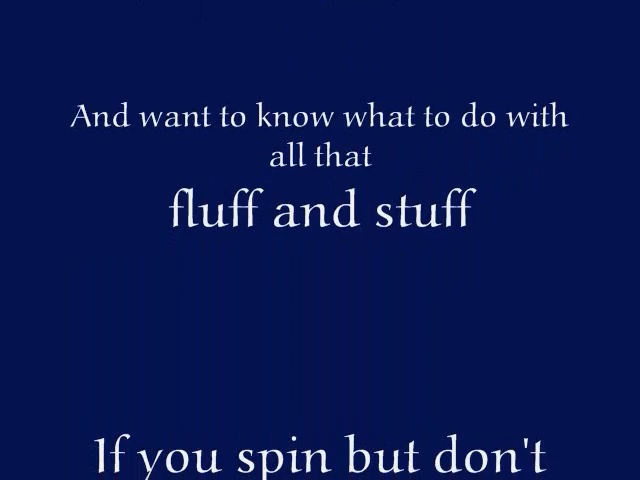 And want to know what to do with
all that
fluff and stuff
If you spin but don't